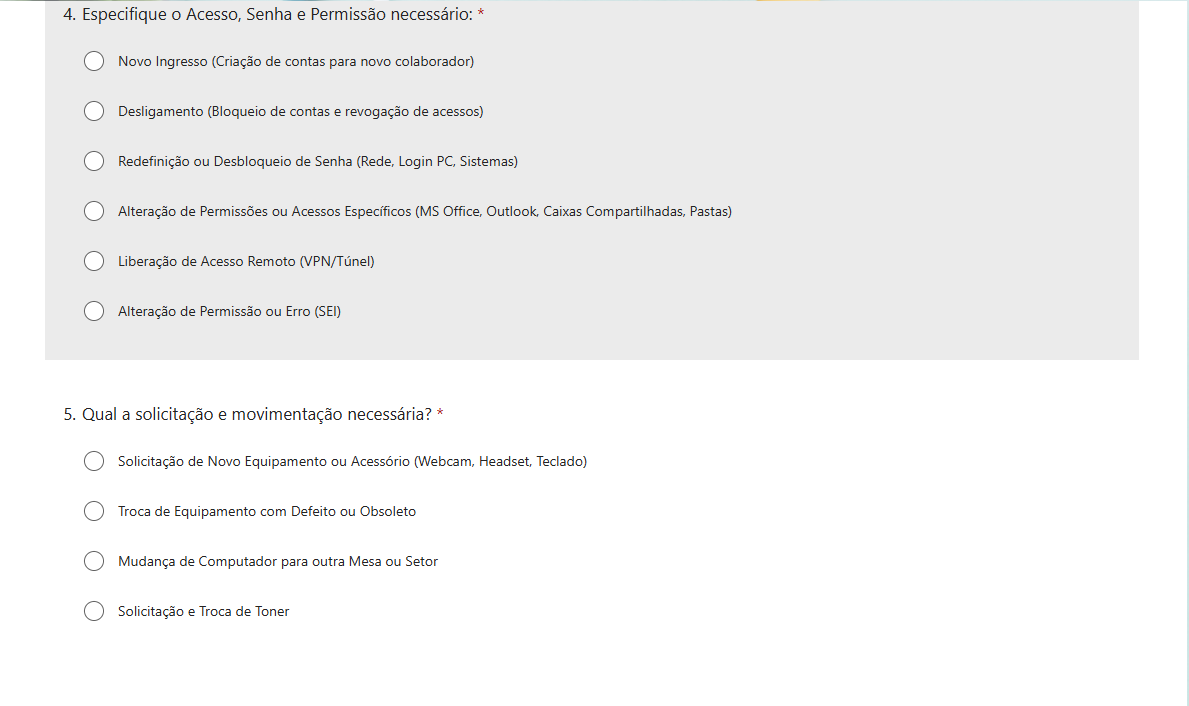 4. Especifique o Acesso, Senha e Permissão necessário: *
Novo Ingresso (Criação de contas para novo colaborador)
Desligamento (Bloqueio de contas e revogação de acessos)
Redefinição ou Desbloqueio de Senha (Rede, Login PC, Sistemas)
Alteração de Permissões ou Acessos Específicos (MS Office, Outlook, Caixas Compartilhadas, Pastas)
Liberação de Acesso Remoto (VPN/Túnel)
Alteração de Permissão ou Erro (SEI)
5. Qual a solicitação e movimentação necessária? *
Solicitação de Novo Equipamento ou Acessório (Webcam, Headset, Teclado)
Troca de Equipamento com Defeito ou Obsoleto
Mudança de Computador para outra Mesa ou Setor
Solicitação e Troca de Toner